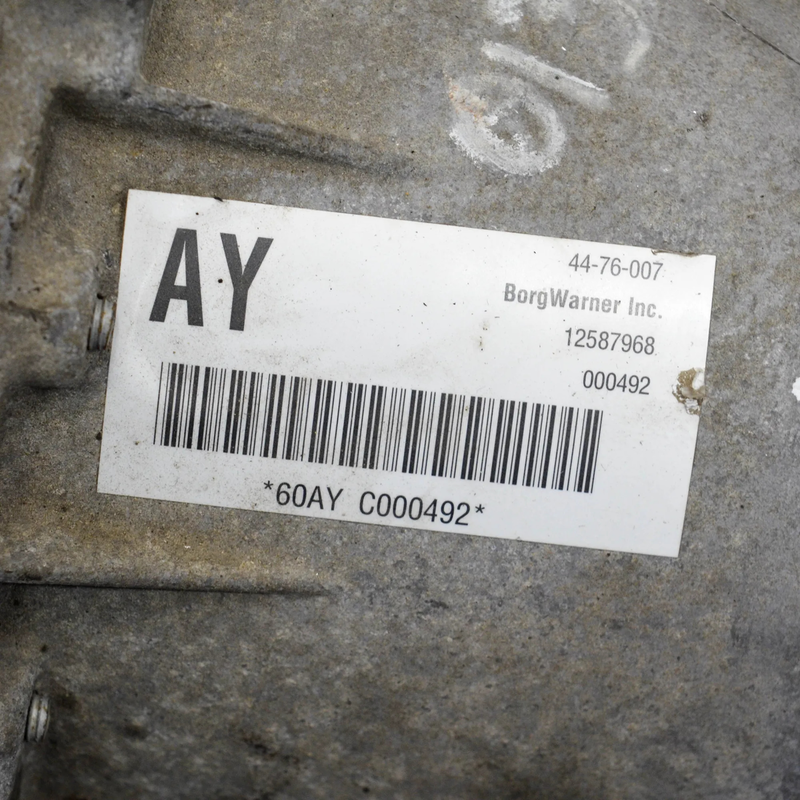 AY
44-76-007
BorgWarner Inc.
12587968
000492
*60AY C000492*